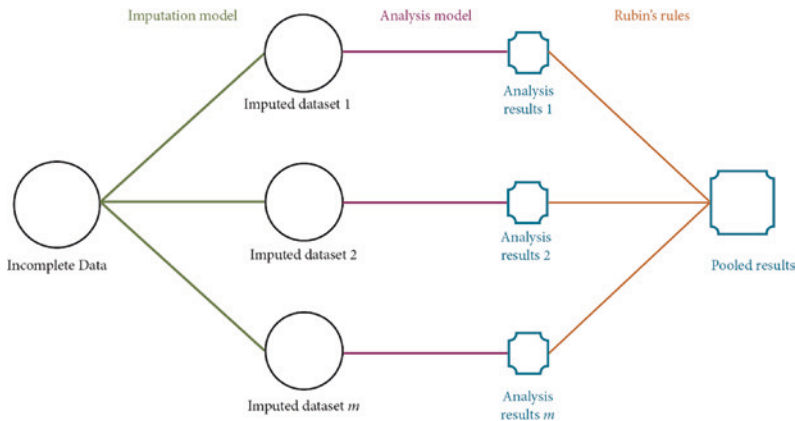 Imputation model
Analysis model
Rubin's rules
Imputed dataset 1
Analysis
results 1
Incomplete Data
Imputed dataset 2
Analysis
results 2
Pooled results
Imputed dataset m
Analysis
results m